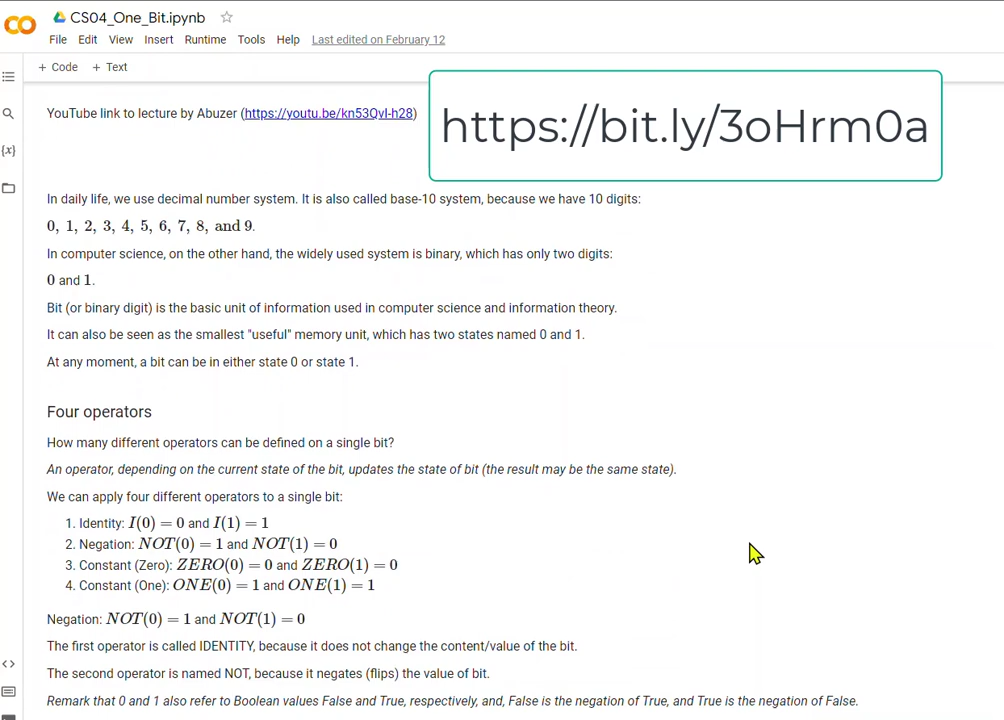 CS04_One_Bit.ipynb
File Edit View Insert Runtime Tools Help Last edited on February 12
+ Code + Text
YouTube link to lecture by Abuzer (https://youtu.be/kn53Qvl-h28)
https://bit.ly/3oHrm0a
{x}
In daily life, we use decimal number system. It is also called base-10 system, because we have 10 digits:
0, 1, 2, 3, 4, 5, 6, 7, 8, and 9.
In computer science, on the other hand, the widely used system is binary, which has only two digits:
0 and 1.
Bit (or binary digit) is the basic unit of information used in computer science and information theory.
It can also be seen as the smallest "useful" memory unit, which has two states named 0 and 1.
At any moment, a bit can be in either state 0 or state 1.
Four operators
How many different operators can be defined on a single bit?
An operator, depending on the current state of the bit, updates the state of bit (the result may be the same state).
We can apply four different operators to a single bit:
1. Identity: I(0) = 0 and I(1) = 1
2. Negation: NOT(0) = 1 and NOT(1) = 0
3. Constant (Zero): ZERO(0) = 0 and ZERO(1) = 0
4. Constant (One): ONE(0) = 1 and ONE(1) = 1
Negation: NOT(0) = 1 and NOT(1) = 0
The first operator is called IDENTITY, because it does not change the content/value of the bit.
The second operator is named NOT, because it negates (flips) the value of bit.
Remark that 0 and 1 also refer to Boolean values False and True, respectively, and, False is the negation of True, and True is the negation of False.